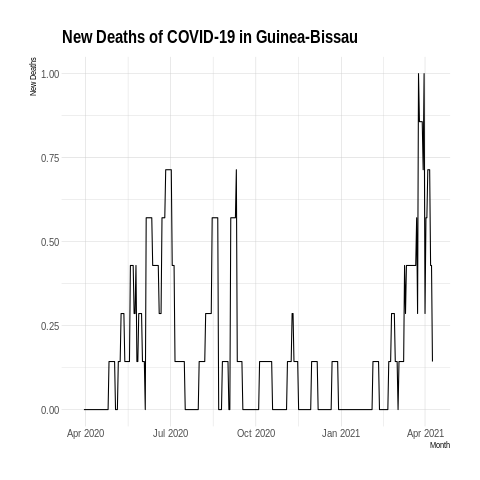 New Deaths of COVID-19 in Guinea-Bissau
New Deaths
1.00
0.75
0.50
0.25
0.00
Apr 2020 Jul 2020 Oct 2020 Jan 2021 Apr 2021
Month